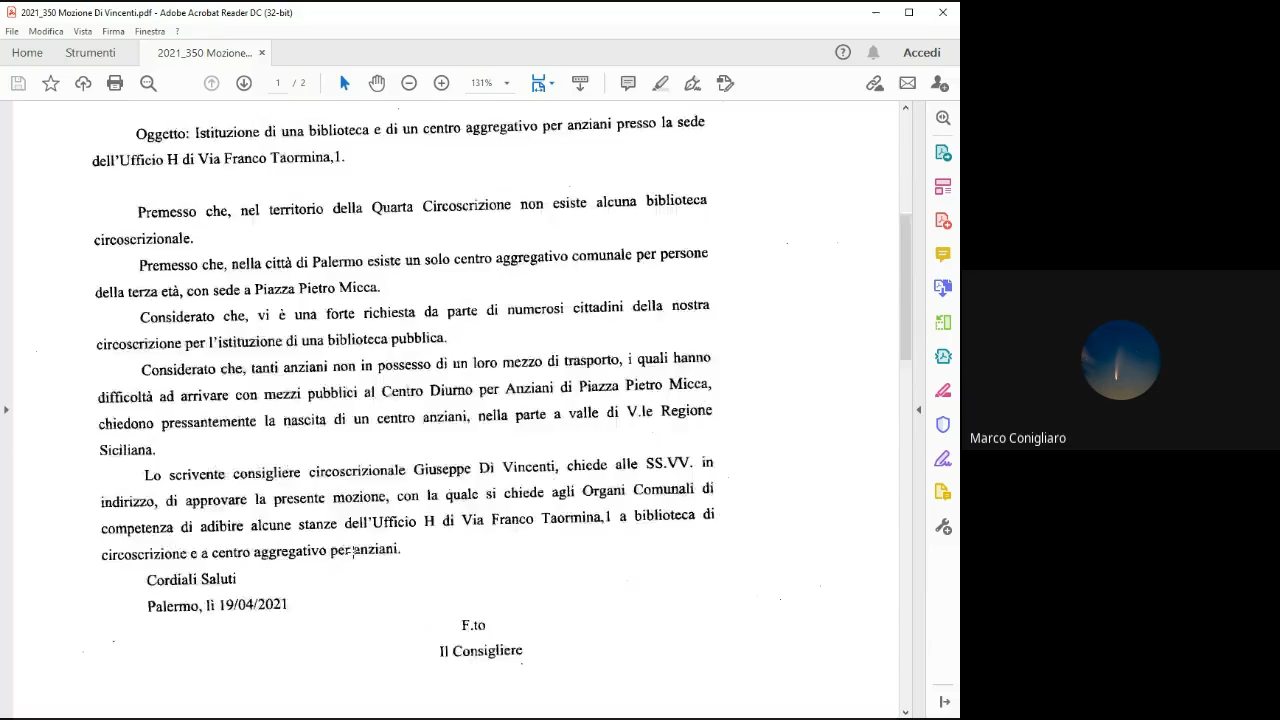 2021_350 Mozione Di Vincenti.pdf - Adobe Acrobat Reader DC (32-bit)
File Modifica Vista Firma Finestra ?
Home Strumenti 2021_350 Mozione... × Accedi
1 / 2 131%
Oggetto: Istituzione di una biblioteca e di un centro aggregativo per anziani presso la sede
dell'Ufficio H di Via Franco Taormina,1.
Premesso che, nel territorio della Quarta Circoscrizione non esiste alcuna biblioteca
circoscrizionale.
Premesso che, nella città di Palermo esiste un solo centro aggregativo comunale per persone
della terza età, con sede a Piazza Pietro Micca.
Considerato che, vi è una forte richiesta da parte di numerosi cittadini della nostra
circoscrizione per l'istituzione di una biblioteca pubblica.
Considerato che, tanti anziani non in possesso di un loro mezzo di trasporto, i quali hanno
difficoltà ad arrivare con mezzi pubblici al Centro Diurno per Anziani di Piazza Pietro Micca,
chiedono pressantemente la nascita di un centro anziani, nella parte a valle di V.le Regione
Siciliana.
Lo scrivente consigliere circoscrizionale Giuseppe Di Vincenti, chiede alle SS.VV. in
indirizzo, di approvare la presente mozione, con la quale si chiede agli Organi Comunali di
competenza di adibire alcune stanze dell'Ufficio H di Via Franco Taormina,1 a biblioteca di
circoscrizione e a centro aggregativo per anziani.
Cordiali Saluti
Palermo, lì 19/04/2021
F.to
Il Consigliere
Marco Conigliaro